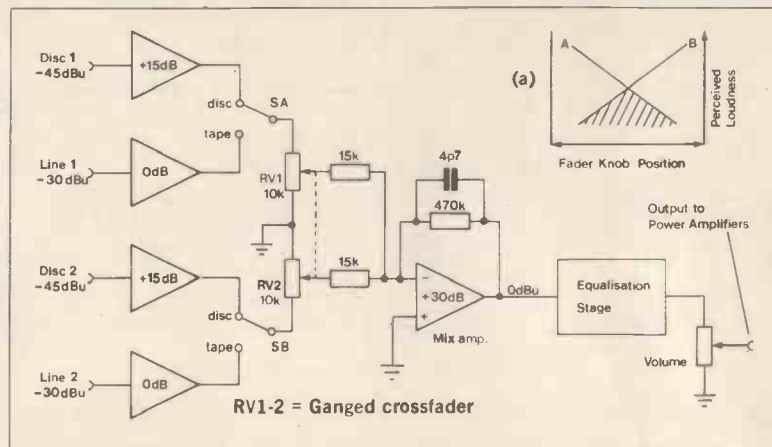 Disc 1
-45dBu
+15dB
disc
SA
tape
Line 1
-30dBu
0dB
RV1
10k
15k
Disc 2
-45dBu
+15dB
RV2
10k
15k
disc
SB
tape
Line 2
-30dBu
0dB
4p7
470k
-
+30dB
+
Mix amp.
0dBu
Equalisation
Stage
Output to
Power Amplifiers
Volume
(a)
A
B
Perceived
Loudness
Fader Knob Position
RV1-2 = Ganged crossfader